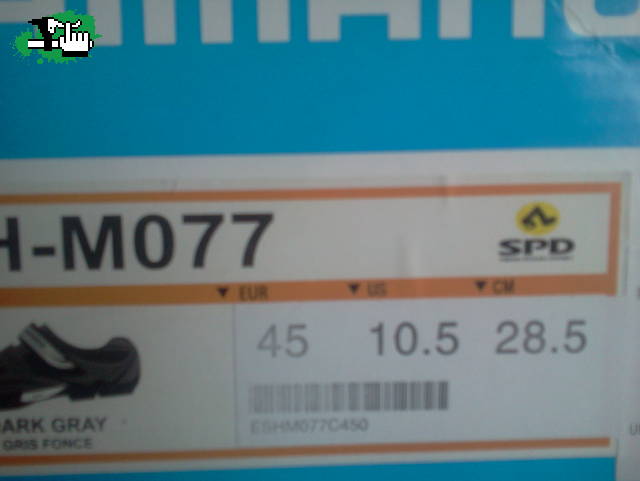 H-M077
SPD
EUR US CM
45 10.5 28.5
ESHM077C450
ARK GRAY
GRIS FONCE